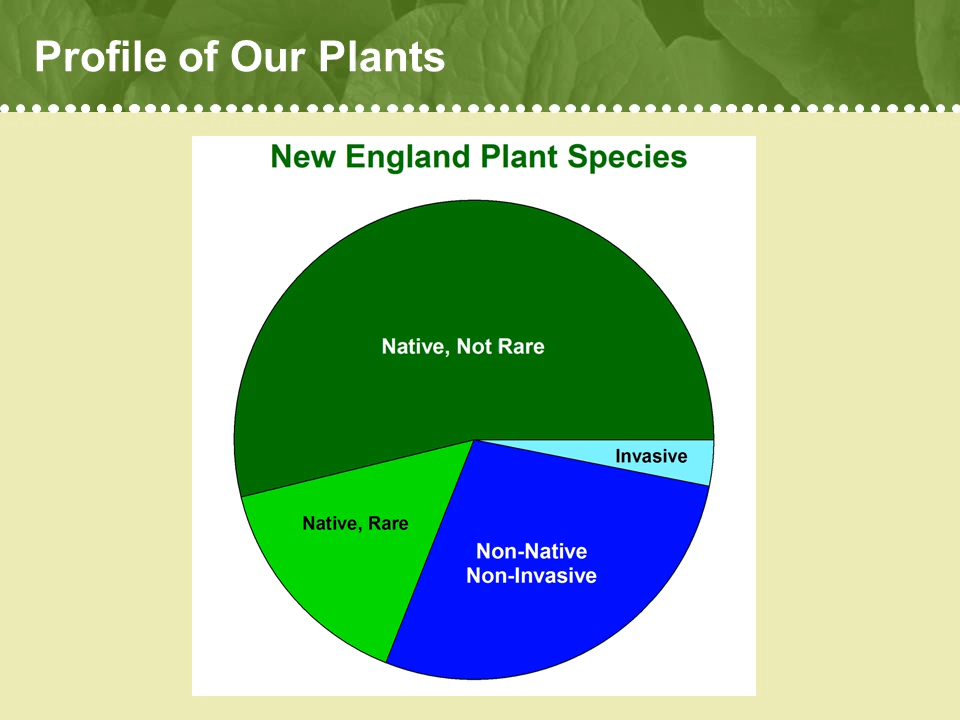 Profile of Our Plants
New England Plant Species
Native, Not Rare
Invasive
Native, Rare
Non-Native
Non-Invasive